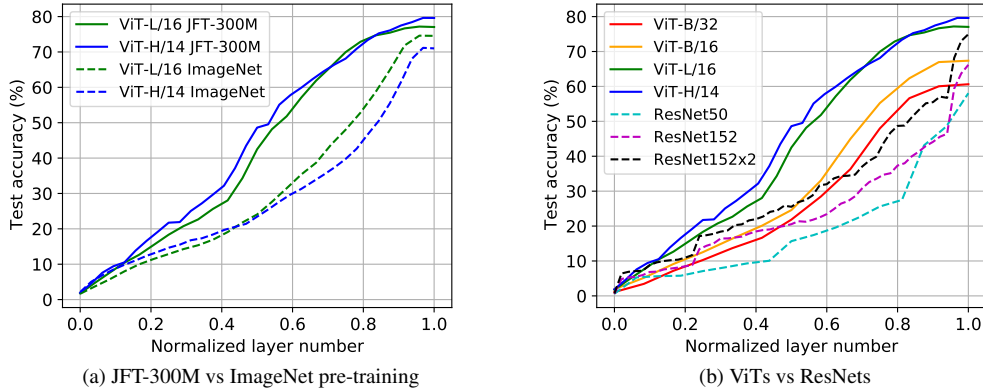 ViT-L/16 JFT-300M
ViT-H/14 JFT-300M
ViT-L/16 ImageNet
ViT-H/14 ImageNet
Test accuracy (%)
80
70
60
50
40
30
20
10
0
0.0 0.2 0.4 0.6 0.8 1.0
Normalized layer number
(a) JFT-300M vs ImageNet pre-training
ViT-B/32
ViT-B/16
ViT-L/16
ViT-H/14
ResNet50
ResNet152
ResNet152x2
Test accuracy (%)
80
70
60
50
40
30
20
10
0
0.0 0.2 0.4 0.6 0.8 1.0
Normalized layer number
(b) ViTs vs ResNets